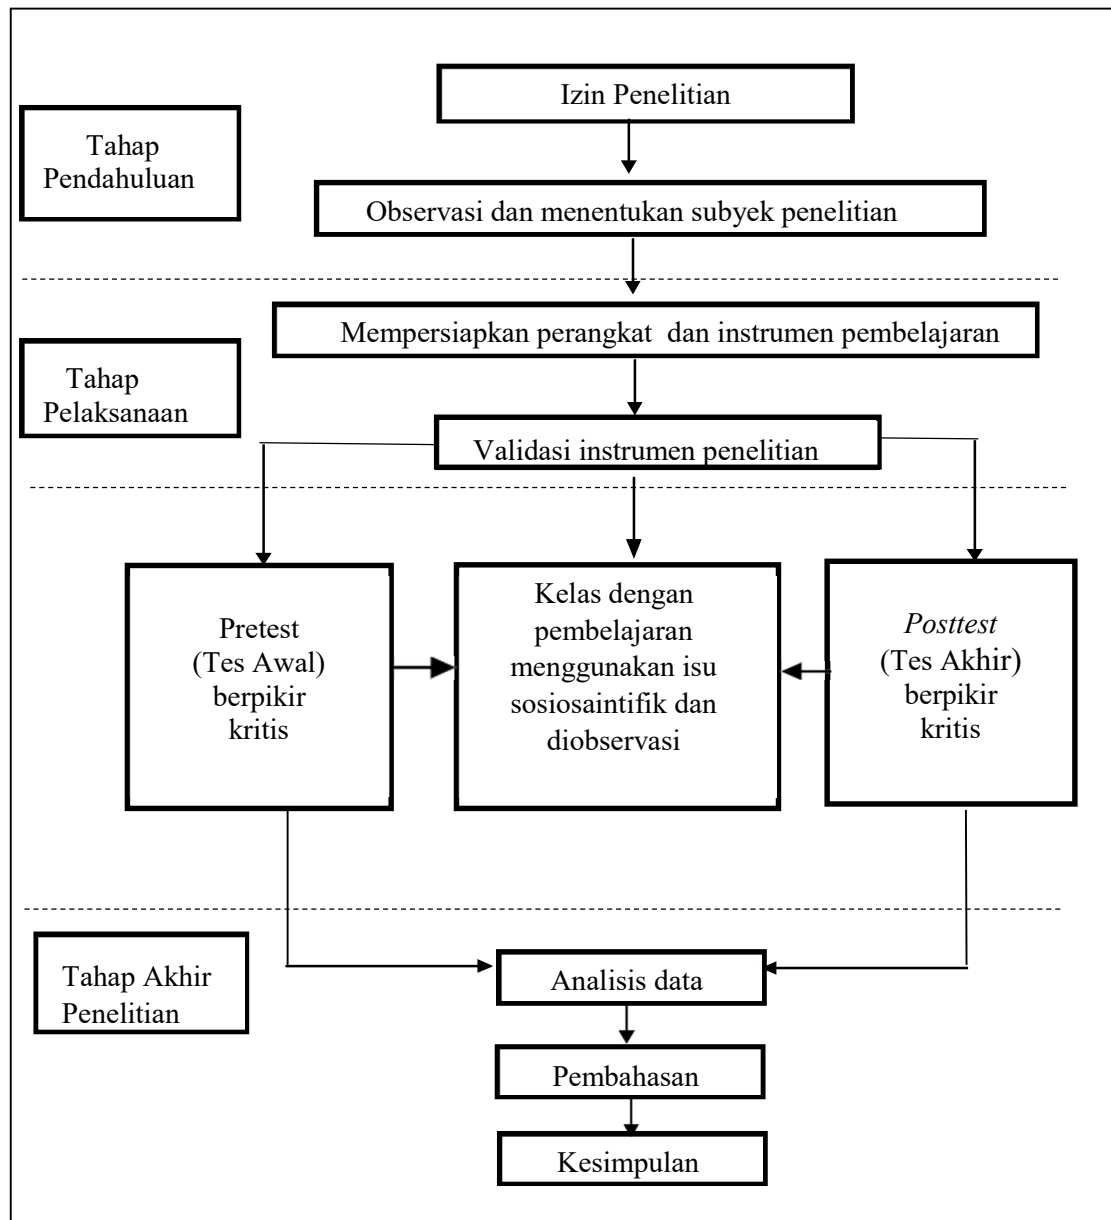 Izin Penelitian
Tahap
Pendahuluan
Observasi dan menentukan subyek penelitian
Mempersiapkan perangkat dan instrumen pembelajaran
Tahap
Pelaksanaan
Validasi instrumen penelitian
Pretest
(Tes Awal)
berpikir
kritis
Kelas dengan
pembelajaran
menggunakan isu
sosiosaintifik dan
diobservasi
Posttest
(Tes Akhir)
berpikir
kritis
Tahap Akhir
Penelitian
Analisis data
Pembahasan
Kesimpulan